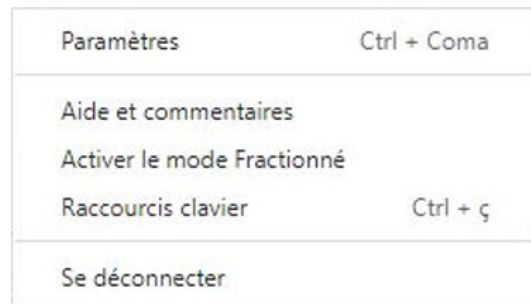 Paramètres Ctrl + Coma
Aide et commentaires
Activer le mode Fractionné
Raccourcis clavier Ctrl + ç
Se déconnecter